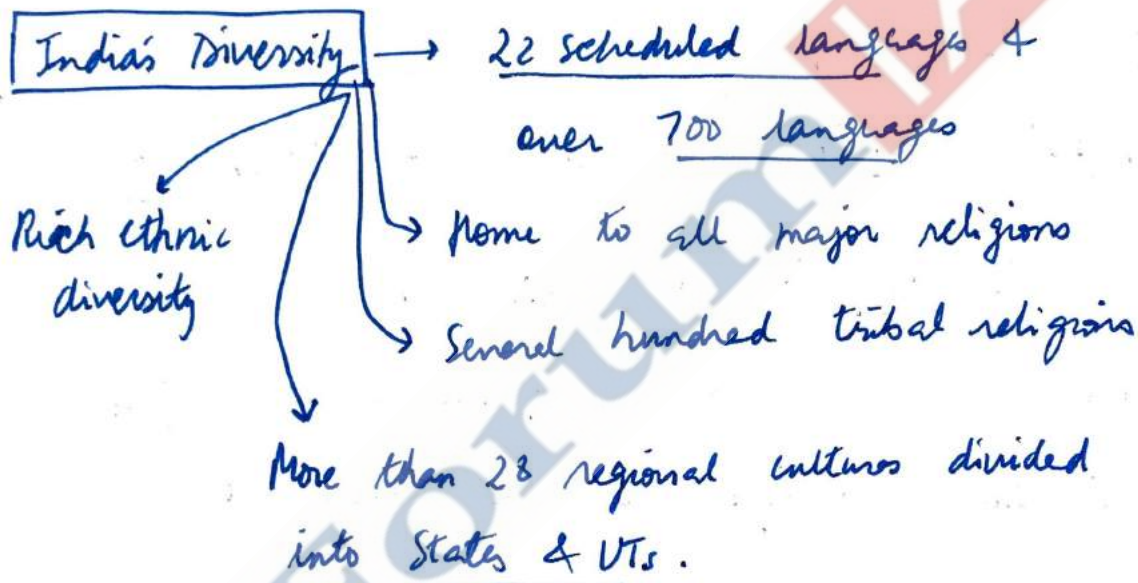 India's Diversity → 22 scheduled languages &
over 700 languages
Rich ethnic
diversity
Home to all major religions
Several hundred tribal religions
More than 28 regional cultures divided
into States & UTs.
Forum